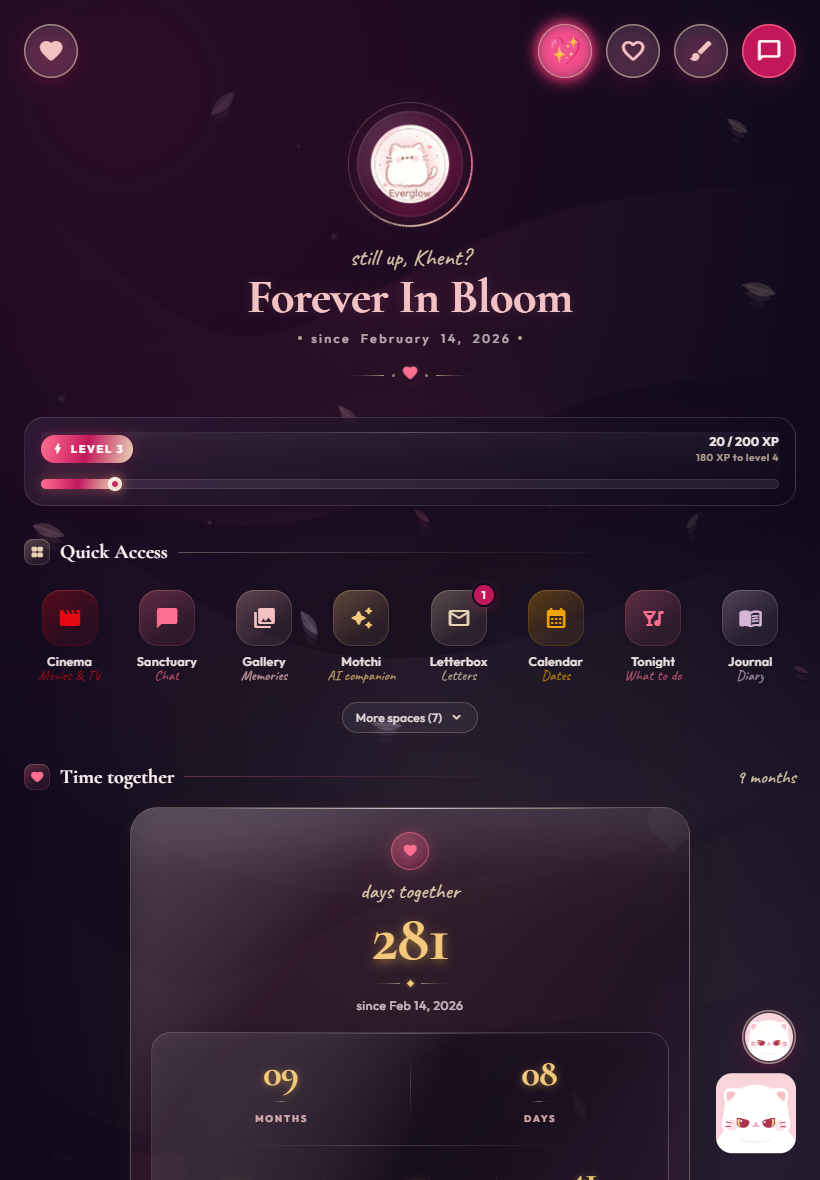 Everglow
still up, Khent?
Forever In Bloom
• since February 14, 2026 •
LEVEL 3
20 / 200 XP
180 XP to level 4
Quick Access
1
Cinema
Movies & TV
Sanctuary
Chat
Gallery
Memories
Motchi
AI companion
Letterbox
Letters
Calendar
Dates
Tonight
What to do
Journal
Diary
More spaces (7)
Time together
9 months
days together
281
since Feb 14, 2026
09
MONTHS
08
DAYS